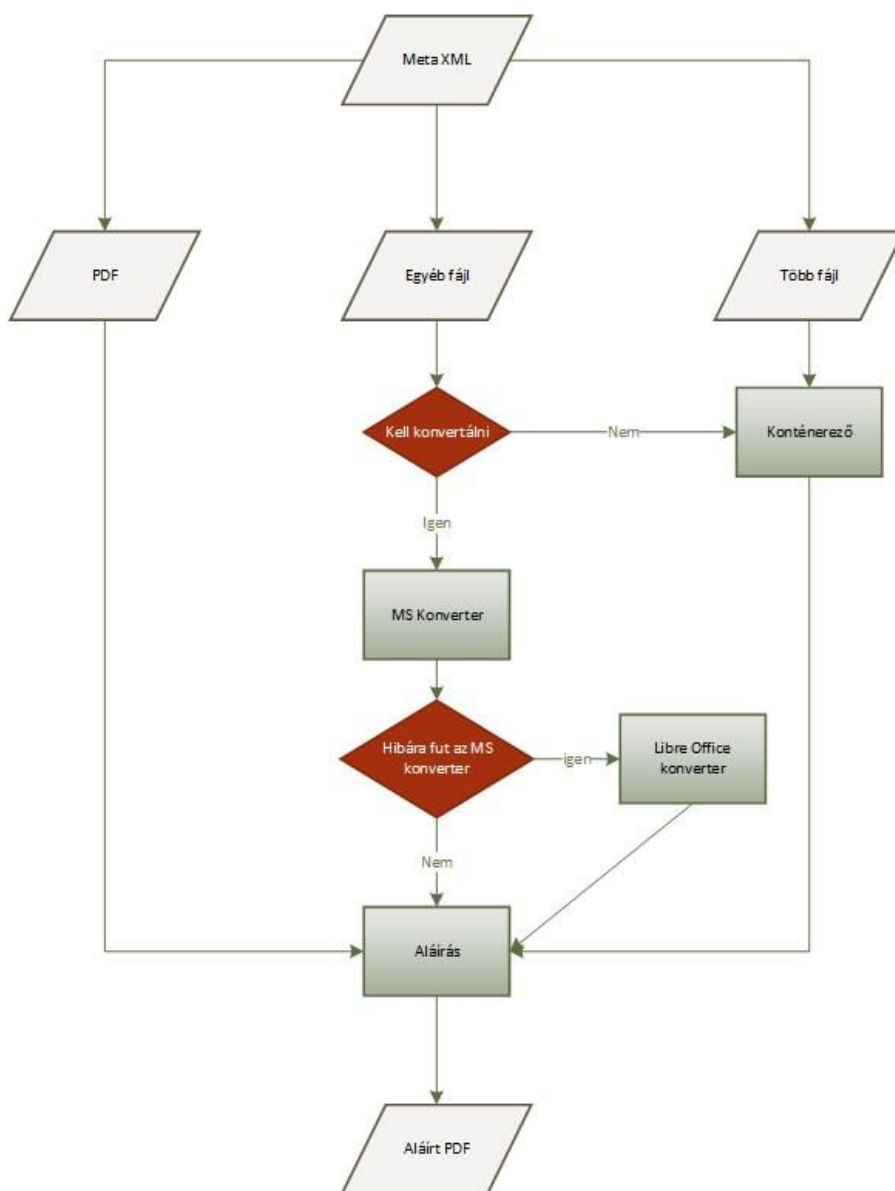 Meta XML
PDF
Egyéb fájl
Több fájl
Kell konvertálni
Nem
Konténerező
Igen
MS Konverter
Hibára fut az MS
konverter
igen
Libre Office
konverter
Nem
Aláírás
Aláírt PDF